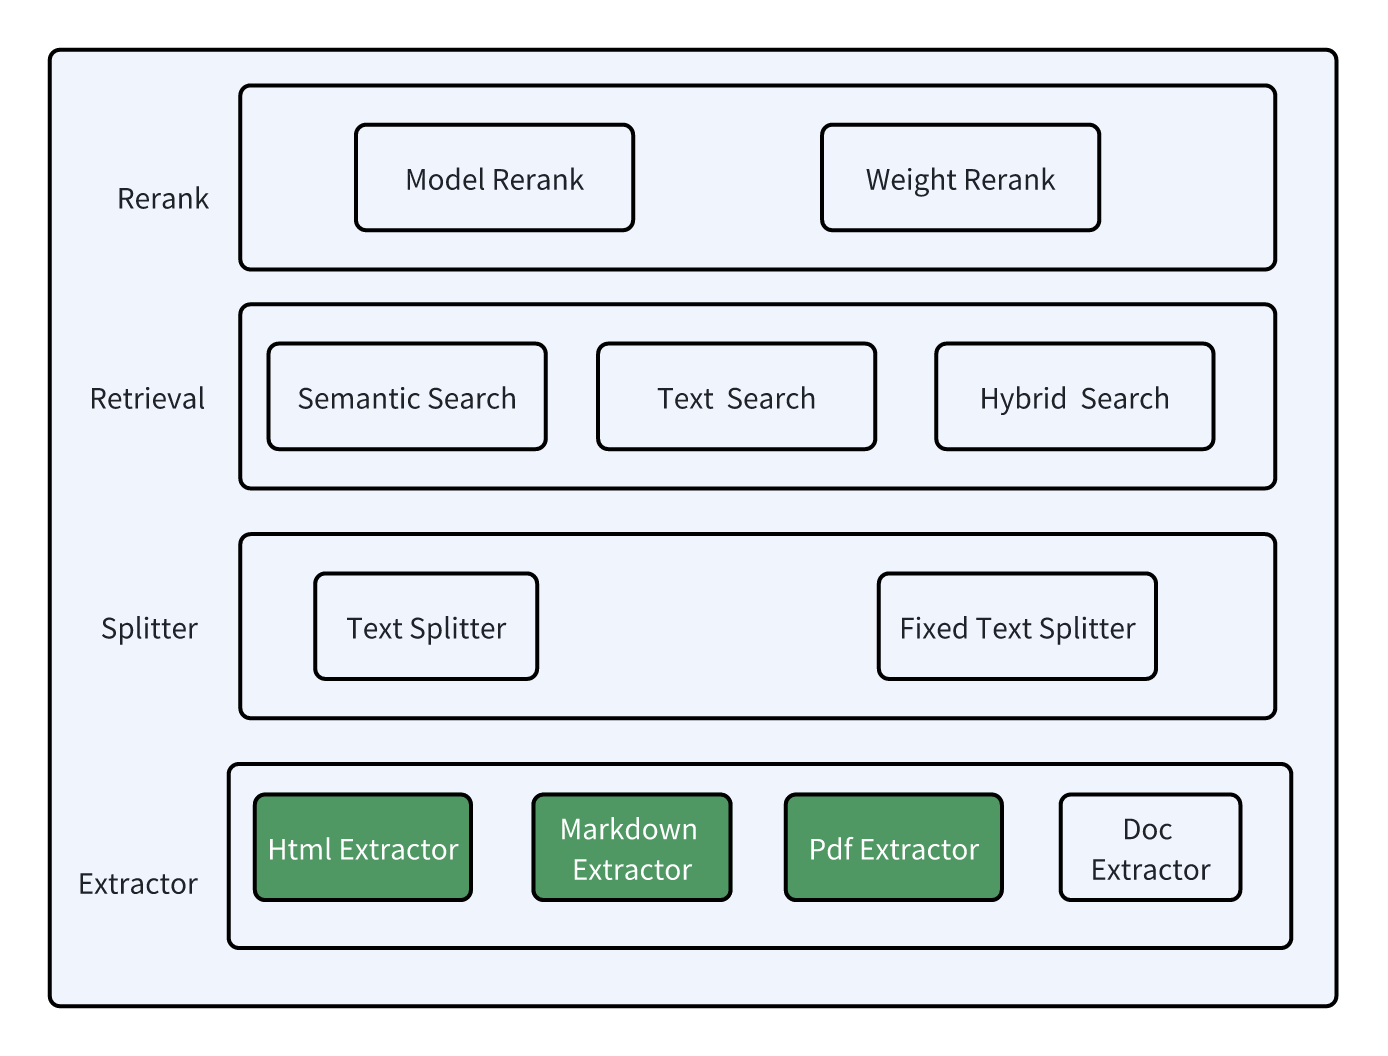 Rerank
Model Rerank
Weight Rerank
Retrieval
Semantic Search
Text  Search
Hybrid  Search
Splitter
Text Splitter
Fixed Text Splitter
Extractor
Html Extractor
Markdown
Extractor
Pdf Extractor
Doc
Extractor